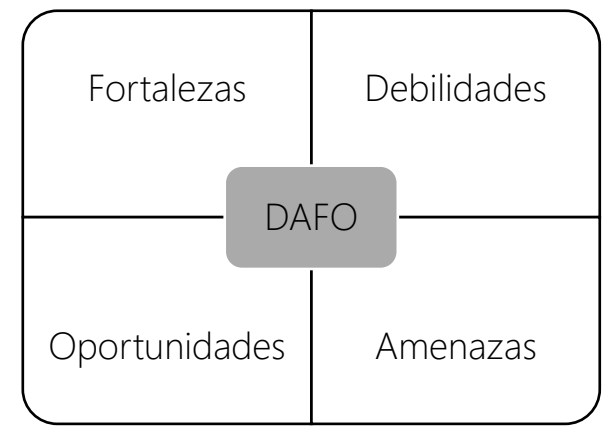 Fortalezas
Debilidades
DAFO
Oportunidades
Amenazas